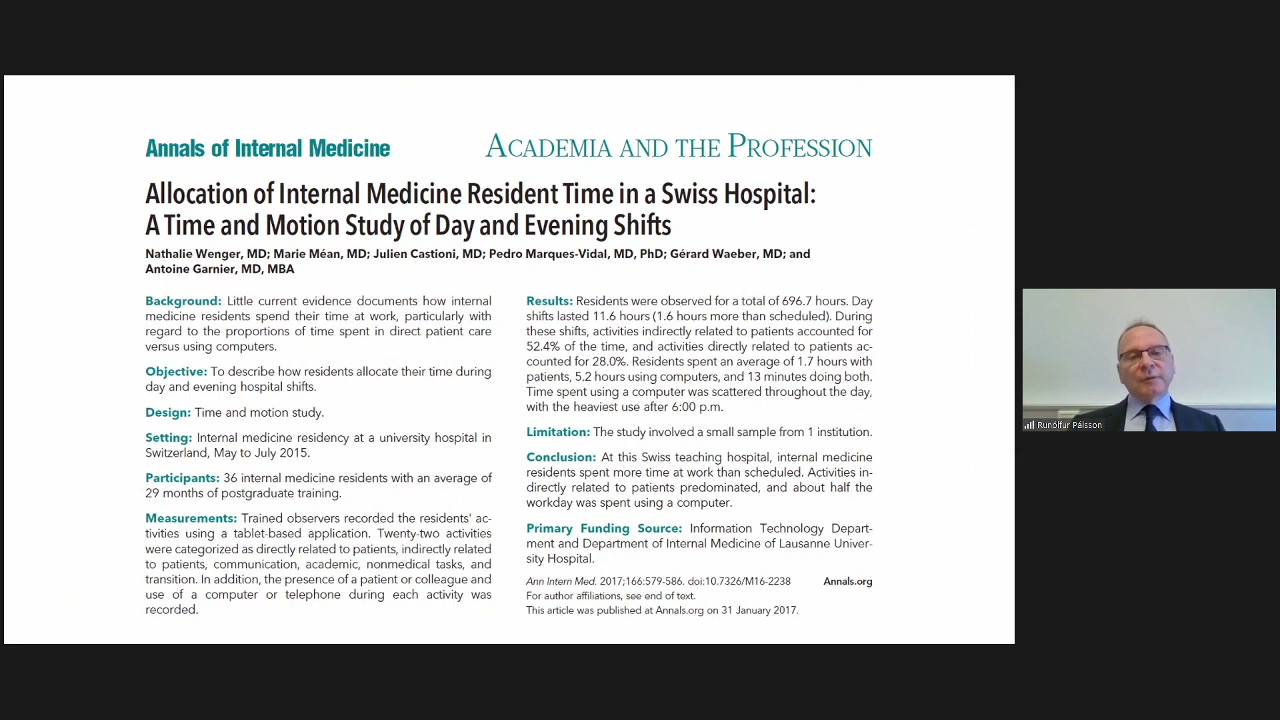 Annals of Internal Medicine
ACADEMIA AND THE PROFESSION
Allocation of Internal Medicine Resident Time in a Swiss Hospital:
A Time and Motion Study of Day and Evening Shifts
Nathalie Wenger, MD; Marie Méan, MD; Julien Castioni, MD; Pedro Marques-Vidal, MD, PhD; Gérard Waeber, MD; and
Antoine Garnier, MD, MBA
Background: Little current evidence documents how internal
medicine residents spend their time at work, particularly with
regard to the proportions of time spent in direct patient care
versus using computers.
Objective: To describe how residents allocate their time during
day and evening hospital shifts.
Design: Time and motion study.
Setting: Internal medicine residency at a university hospital in
Switzerland, May to July 2015.
Participants: 36 internal medicine residents with an average of
29 months of postgraduate training.
Measurements: Trained observers recorded the residents' ac-
tivities using a tablet-based application. Twenty-two activities
were categorized as directly related to patients, indirectly related
to patients, communication, academic, nonmedical tasks, and
transition. In addition, the presence of a patient or colleague and
use of a computer or telephone during each activity was
recorded.
Results: Residents were observed for a total of 696.7 hours. Day
shifts lasted 11.6 hours (1.6 hours more than scheduled). During
these shifts, activities indirectly related to patients accounted for
52.4% of the time, and activities directly related to patients ac-
counted for 28.0%. Residents spent an average of 1.7 hours with
patients, 5.2 hours using computers, and 13 minutes doing both.
Time spent using a computer was scattered throughout the day,
with the heaviest use after 6:00 p.m.
Limitation: The study involved a small sample from 1 institution.
Conclusion: At this Swiss teaching hospital, internal medicine
residents spent more time at work than scheduled. Activities in-
directly related to patients predominated, and about half the
workday was spent using a computer.
Primary Funding Source: Information Technology Depart-
ment and Department of Internal Medicine of Lausanne Univer-
sity Hospital.
Ann Intern Med. 2017;166:579-586. doi:10.7326/M16-2238 Annals.org
For author affiliations, see end of text.
This article was published at Annals.org on 31 January 2017.
Runólfur Pálsson